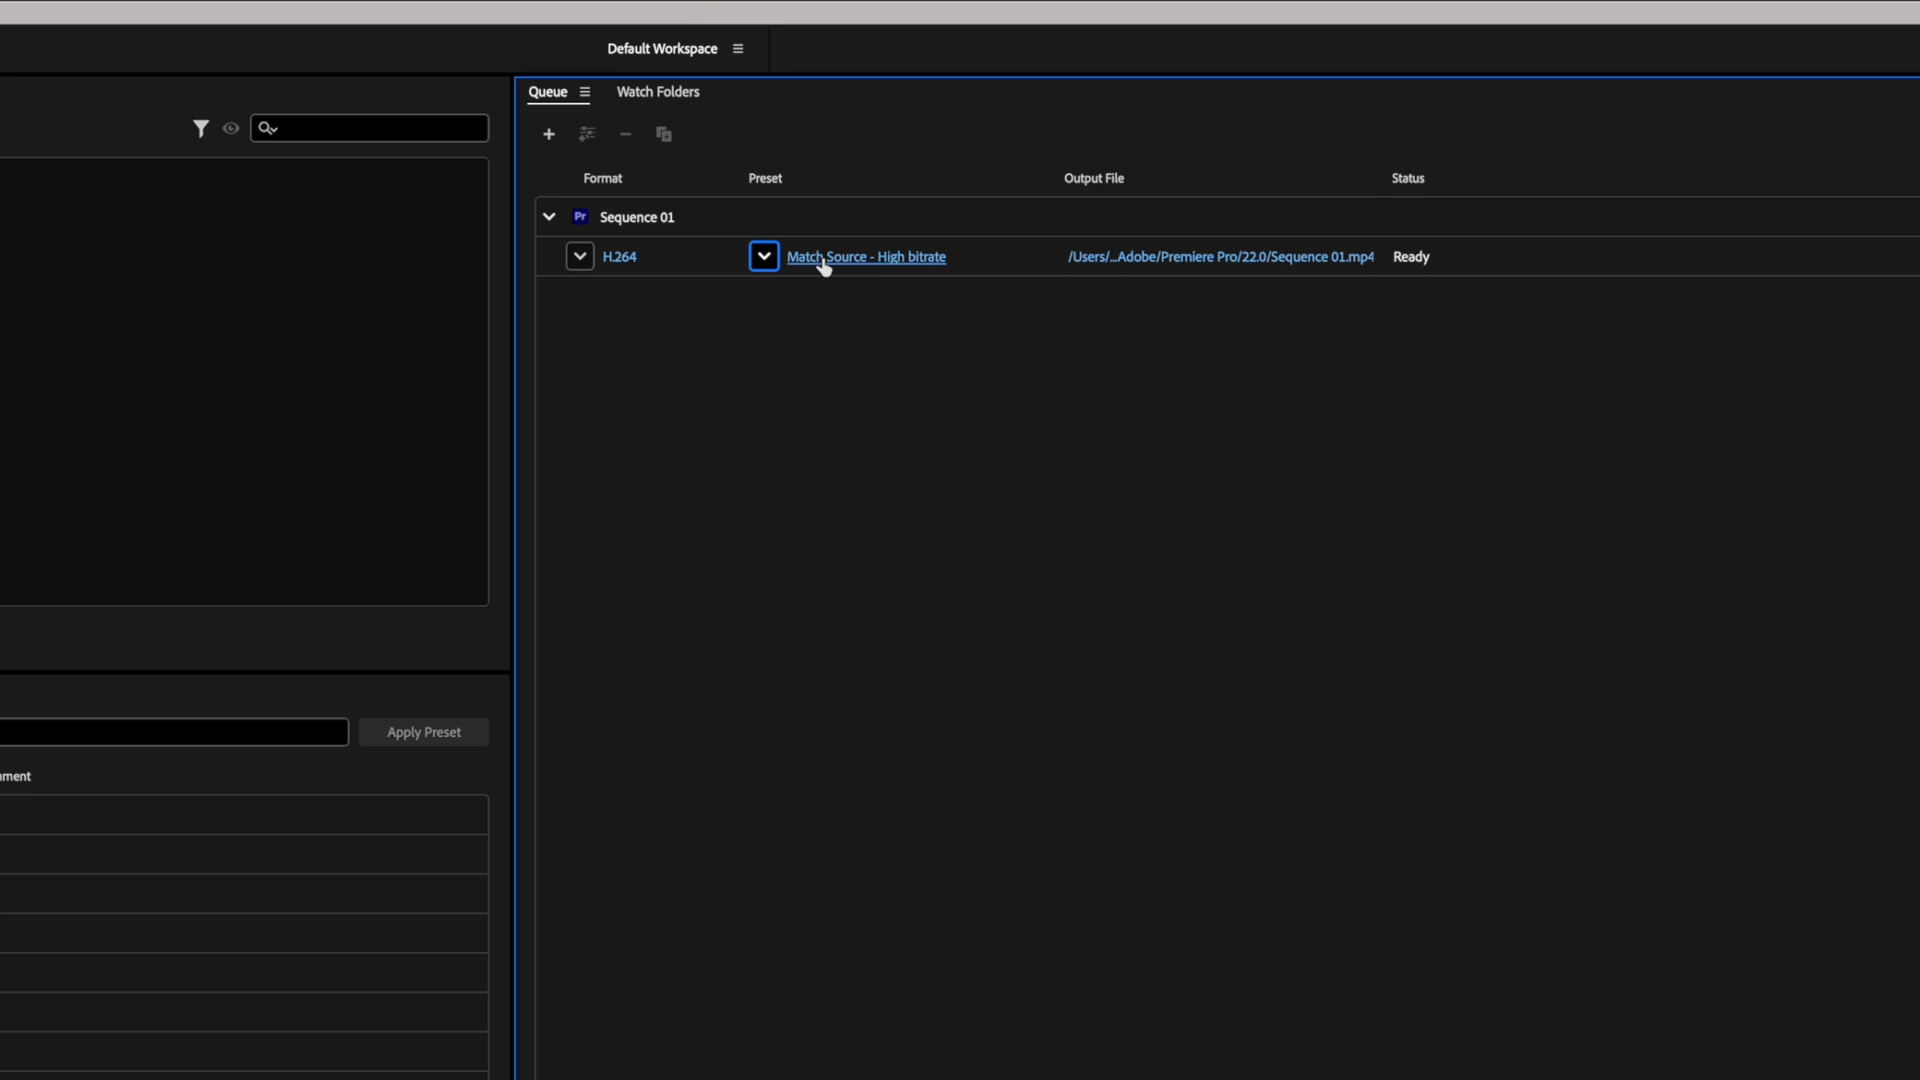 Default Workspace
Queue
Watch Folders
Format
Preset
Output File
Status
Pr
Sequence 01
H.264
Match Source - High bitrate
/Users/...Adobe/Premiere Pro/22.0/Sequence 01.mp4
Ready
Apply Preset